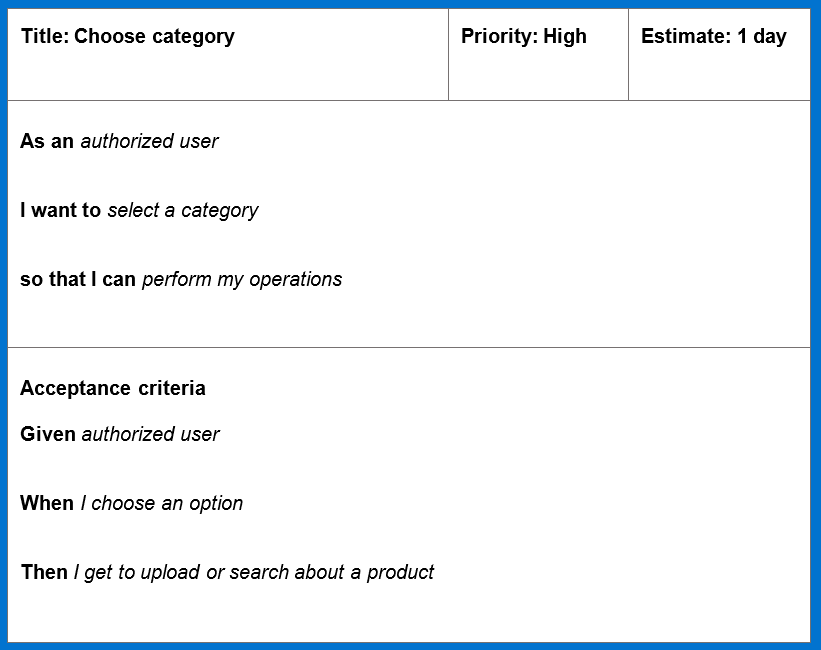 Title: Choose category
Priority: High
Estimate: 1 day
As an authorized user
I want to select a category
so that I can perform my operations
Acceptance criteria
Given authorized user
When I choose an option
Then I get to upload or search about a product